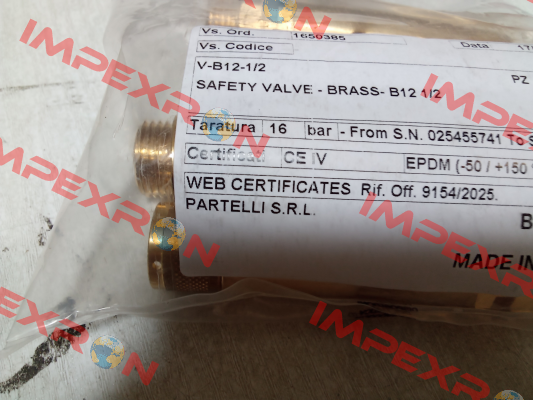 Vs. Ord. 1650385 Data
Vs. Codice
V-B12-1/2 PZ
SAFETY VALVE - BRASS- B12 1/2
Taratura 16 bar - From S.N. 025455741 To
Certificati CE IV EPDM (-50 / +150
WEB CERTIFICATES Rif. Off. 9154/2025.
PARTELLI S.R.L.
MADE IN
IMPEXRON
IMPEXRON
IMPEXRON
IMPEXRON